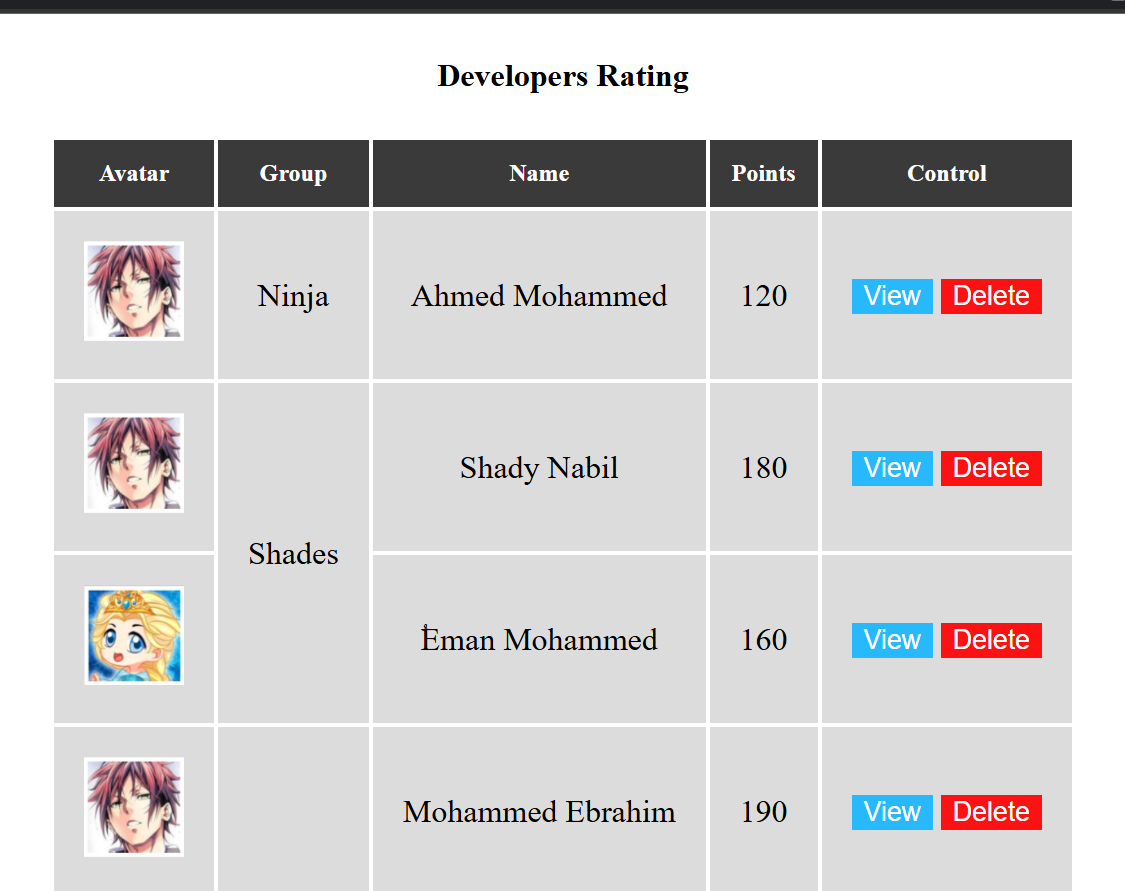 Developers Rating
Avatar Group Name Points Control
Ninja Ahmed Mohammed 120 View Delete
Shady Nabil 180 View Delete
Shades
ٍEman Mohammed 160 View Delete
Mohammed Ebrahim 190 View Delete